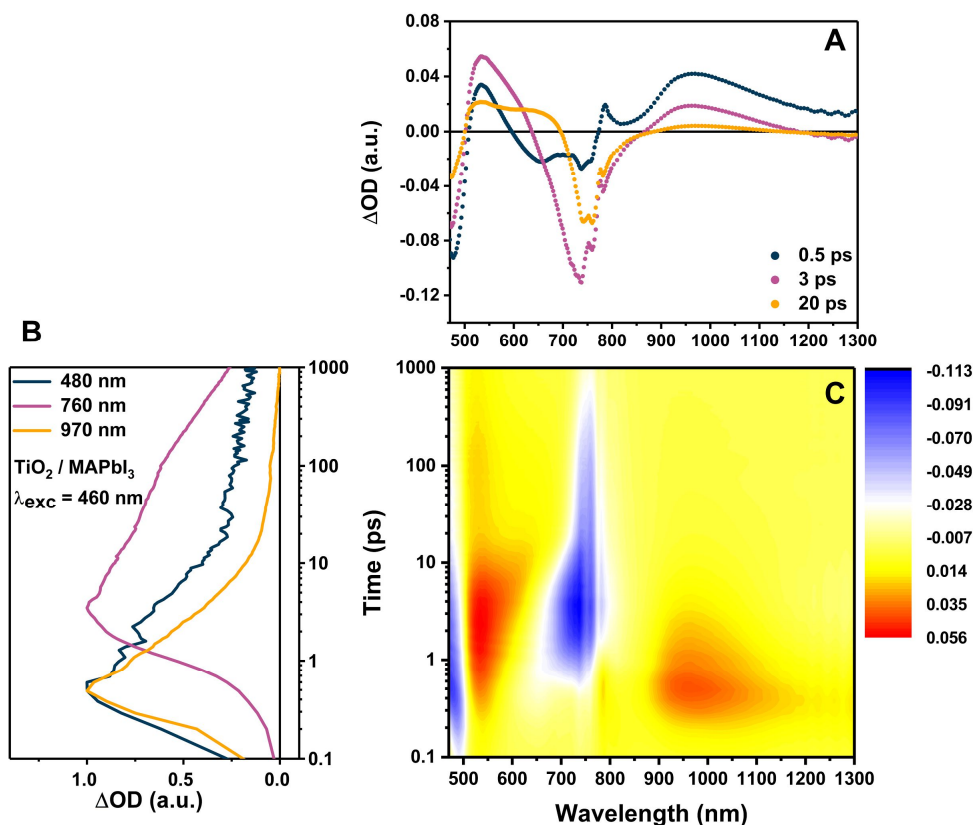 A
0.08
0.04
0.00
-0.04
-0.08
-0.12
ΔOD (a.u.)
0.5 ps
3 ps
20 ps
500 600 700 800 900 1000 1100 1200 1300
B
480 nm
760 nm
970 nm
TiO2 / MAPbI3
λexc = 460 nm
1000
100
10
1
0.1
1.0 0.5 0.0
ΔOD (a.u.)
C
Time (ps)
1000
100
10
1
0.1
500 600 700 800 900 1000 1100 1200 1300
Wavelength (nm)
-0.113
-0.091
-0.070
-0.049
-0.028
-0.007
0.014
0.035
0.056